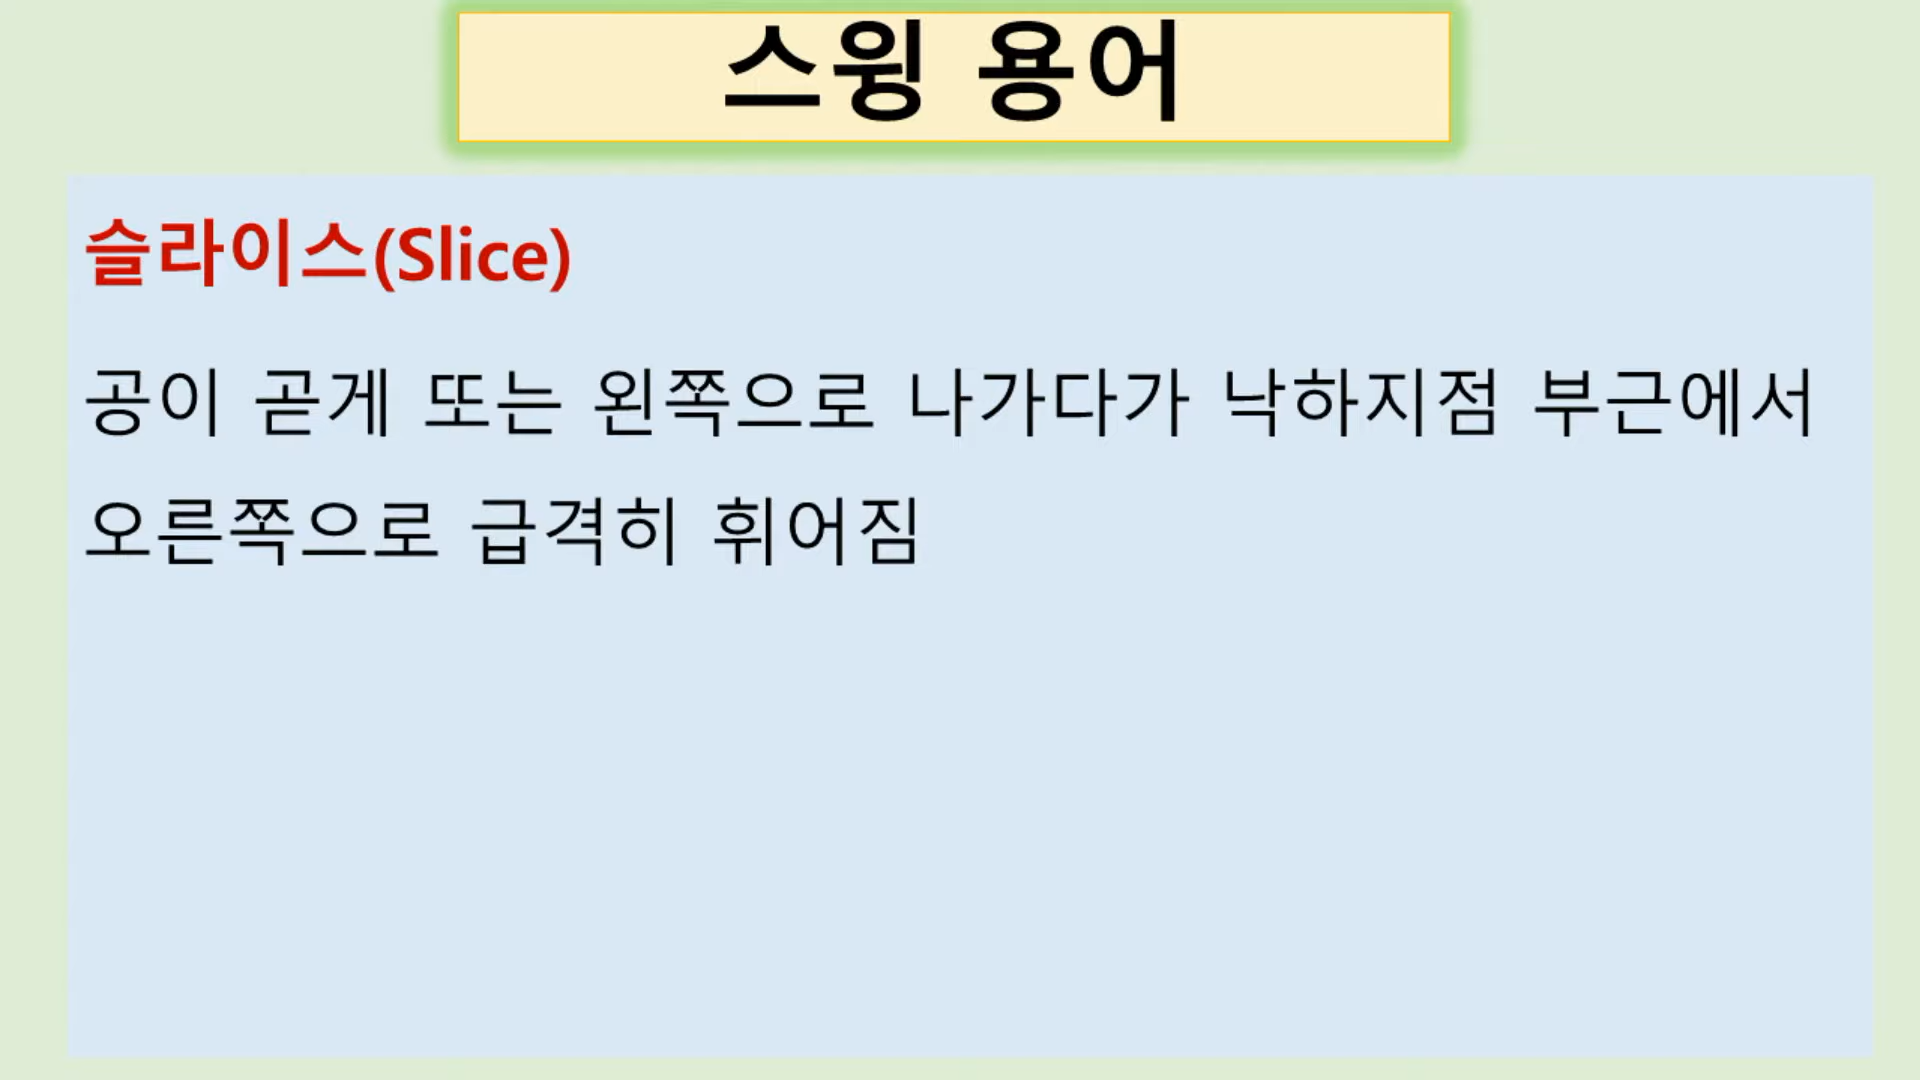 스윙 용어
슬라이스(Slice)
공이 곧게 또는 왼쪽으로 나가다가 낙하지점 부근에서
오른쪽으로 급격히 휘어짐